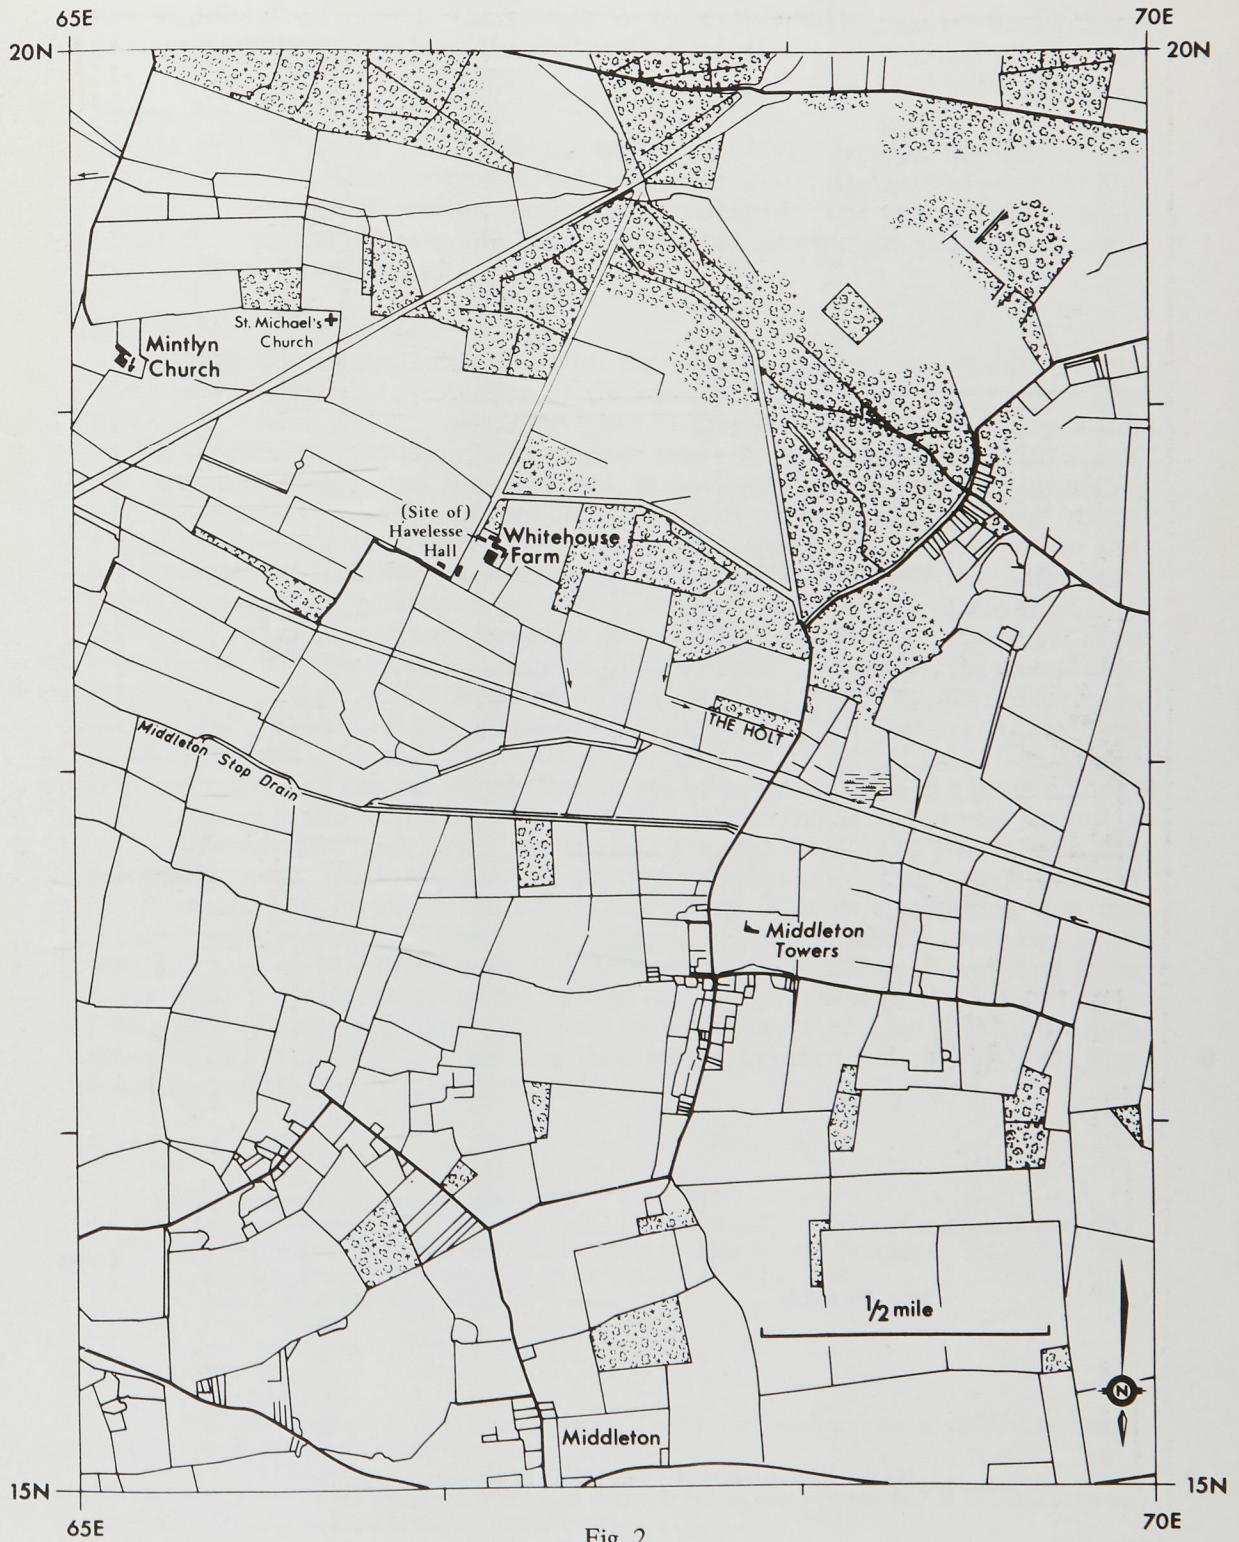 65E
70E
20N
20N
St. Michael's
Church
Mintlyn
Church
(Site of)
Havelesse
Hall
Whitehouse
Farm
THE HOLT
Middleton Stop Drain
Middleton
Towers
1/2 mile
N
Middleton
15N
15N
65E
70E
Fig. 2